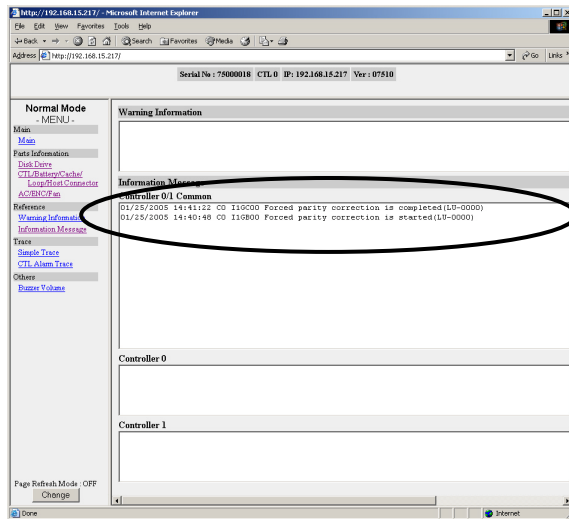 http://192.168.15.217/ - Microsoft Internet Explorer
File Edit View Favorites Tools Help
Back Search Favorites Media
Address http://192.168.15.217/ Go Links
Serial No : 75000018 CTL 0 IP: 192.168.15.217 Ver : 07510
Normal Mode
- MENU -
Main
Main
Parts Information
Disk Drive
CTL/Battery/Cache/
Loop/Host Connector
AC/ENC/Fan
Reference
Warning Information
Information Message
Trace
Simple Trace
CTL Alarm Trace
Others
Buzzer Volume
Page Refresh Mode : OFF
Change
Warning Information
Information Message
Controller 0/1 Common
01/25/2005 14:41:22 C0 I1GC00 Forced parity correction is completed(LU-0000)
01/25/2005 14:40:48 C0 I1GB00 Forced parity correction is started(LU-0000)
Controller 0
Controller 1
Done Internet